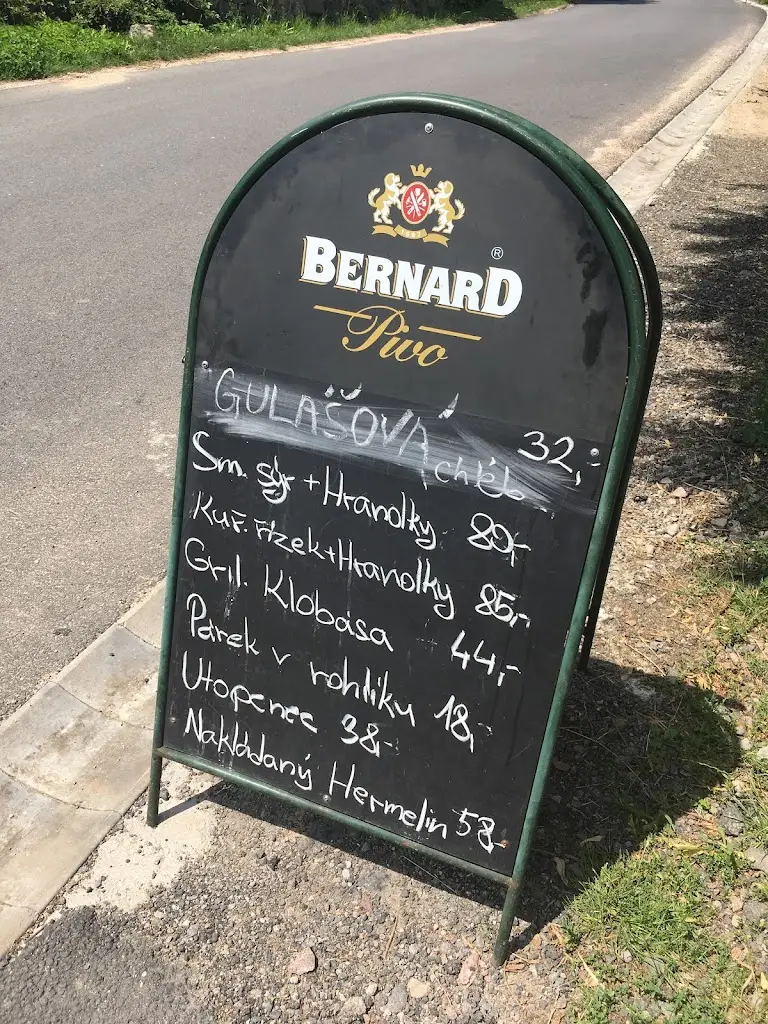 BERNARD ®
Pivo
GULAŠOVÁ 32,-
chléb
Sm. sýr + Hranolky 89,-
Kuř. řízek + Hranolky 85,-
Gril. Klobása 44,-
Párek v rohlíku 18,-
Utopenec 38,-
Nakládaný Hermelín 58,-